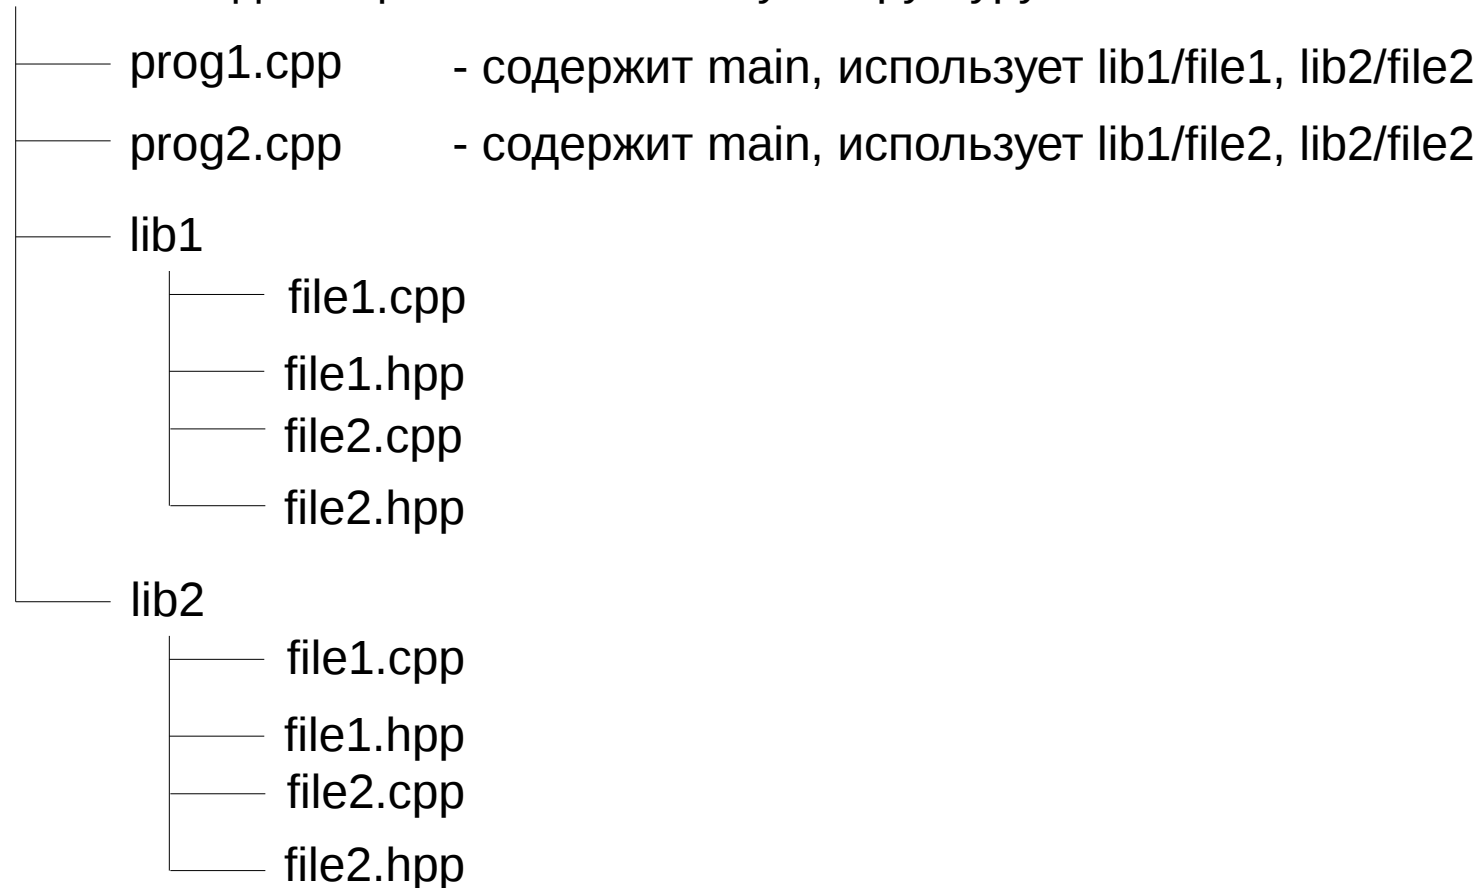 prog1.cpp - содержит main, использует lib1/file1, lib2/file2
prog2.cpp - содержит main, использует lib1/file2, lib2/file2
lib1
file1.cpp
file1.hpp
file2.cpp
file2.hpp
lib2
file1.cpp
file1.hpp
file2.cpp
file2.hpp